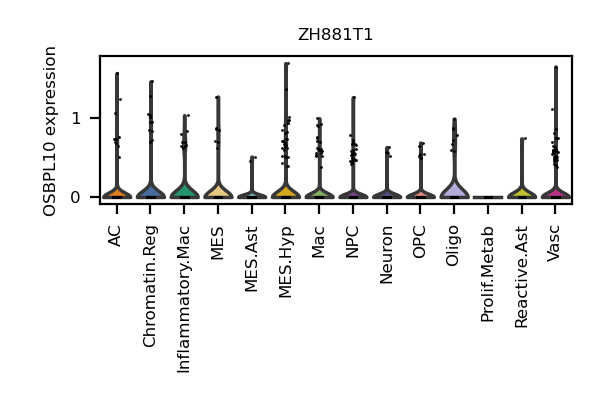 ZH881T1
OSBPL10 expression
1
0
AC
Chromatin.Reg
Inflammatory.Mac
MES
MES.Ast
MES.Hyp
Mac
NPC
Neuron
OPC
Oligo
Prolif.Metab
Reactive.Ast
Vasc